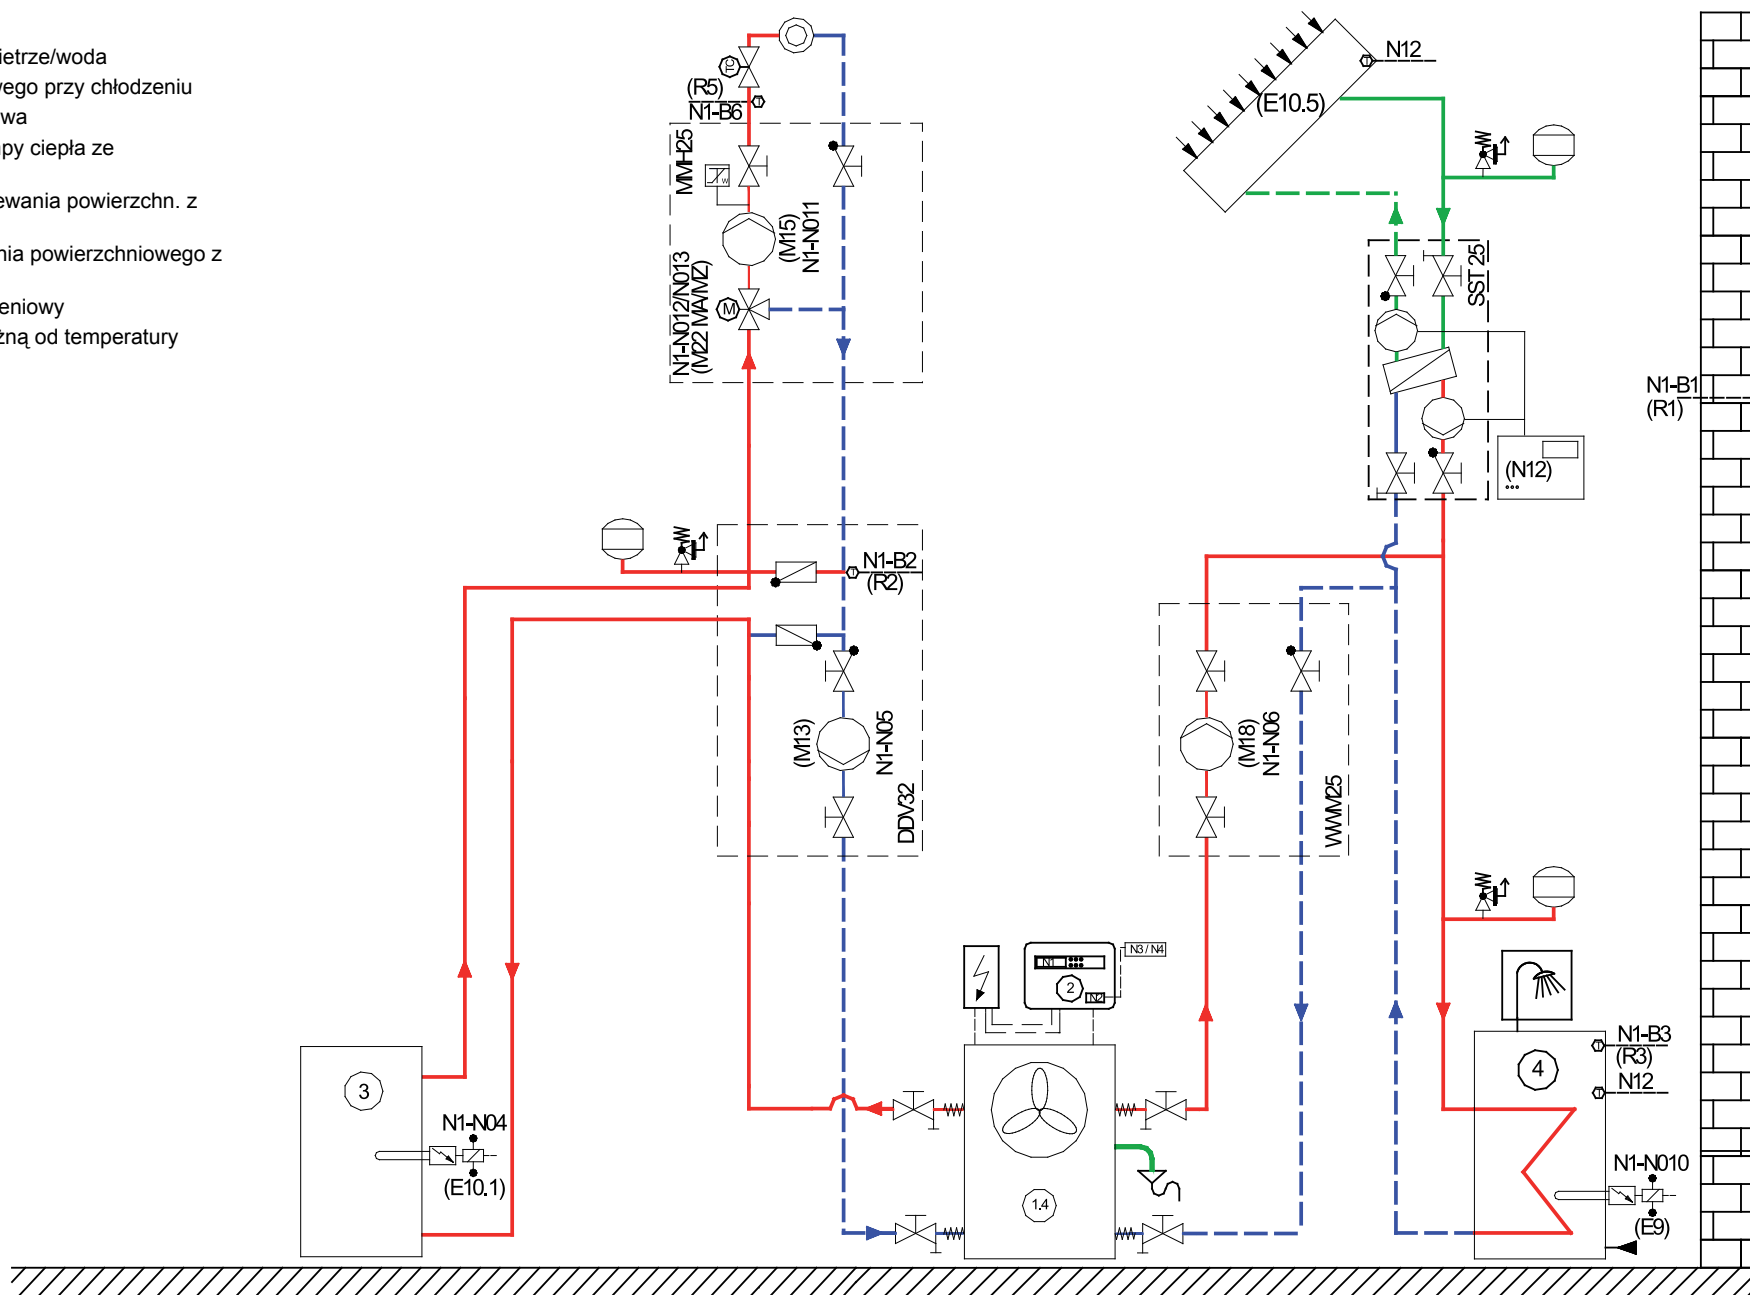 ietrze/woda
vego przy chłodzeniu
wa
npy ciepła ze
ewania powierzchn. z
nia powierzchniowego z
eniowy
żną od temperatury
TC
(R5)
N1-B6
MMH25
W
(M15)
N1-N011
N1-N012/N013
(M22 MA/MZ)
M
N12
(E10.5)
T
SST 25
(N12)
N1-B1
(R1)
N1-B2
(R2)
T
(M13)
N1-N05
DDV32
(M18)
N1-N06
WWM25
N1
2
N2
N3 / N4
3
N1-N04
(E10.1)
1.4
4
T
N1-B3
(R3)
T
N12
N1-N010
(E9)